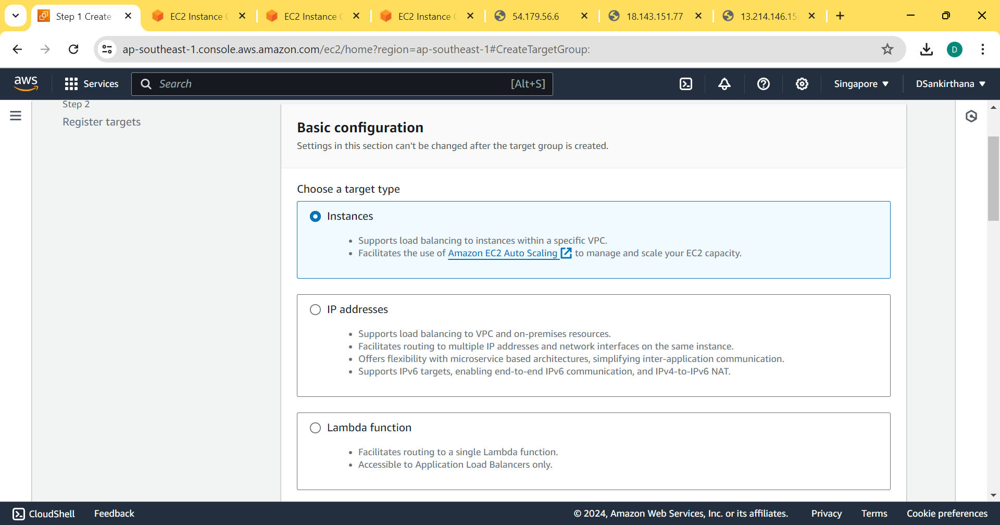 Step 1 Create
EC2 Instance
EC2 Instance
EC2 Instance
54.179.56.6
18.143.151.77
13.214.146.15
ap-southeast-1.console.aws.amazon.com/ec2/home?region=ap-southeast-1#CreateTargetGroup:
D
aws
Services
Search
[Alt+S]
Singapore
DSankirthana
Step 2
Register targets
Basic configuration
Settings in this section can't be changed after the target group is created.
Choose a target type
Instances
• Supports load balancing to instances within a specific VPC.
• Facilitates the use of Amazon EC2 Auto Scaling to manage and scale your EC2 capacity.
IP addresses
• Supports load balancing to VPC and on-premises resources.
• Facilitates routing to multiple IP addresses and network interfaces on the same instance.
• Offers flexibility with microservice based architectures, simplifying inter-application communication.
• Supports IPv6 targets, enabling end-to-end IPv6 communication, and IPv4-to-IPv6 NAT.
Lambda function
• Facilitates routing to a single Lambda function.
• Accessible to Application Load Balancers only.
CloudShell
Feedback
© 2024, Amazon Web Services, Inc. or its affiliates.
Privacy
Terms
Cookie preferences